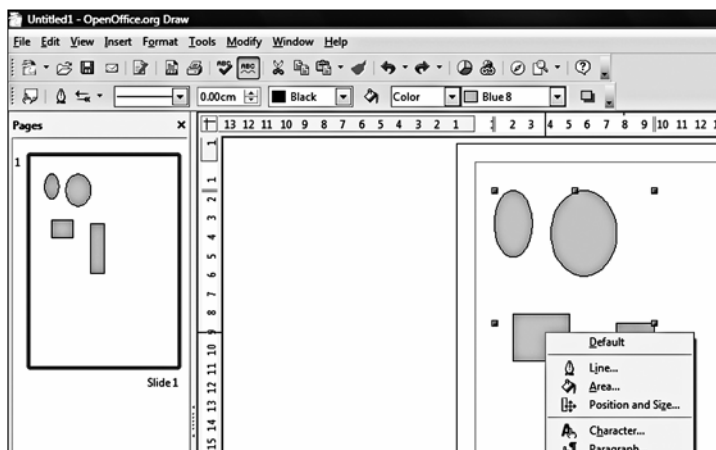 Untitled1 - OpenOffice.org Draw
File Edit View Insert Format Tools Modify Window Help
ABC ABC
0.00cm Black Color Blue 8
Pages
13 12 11 10 9 8 7 6 5 4 3 2 1 1 2 3 4 5 6 7 8 9 10 11 12 1
1
1
1
2
3
4
5
6
7
8
9
10
11
12
13
14
15
Slide 1
Default
Line...
Area...
Position and Size...
Character...
Paragraph